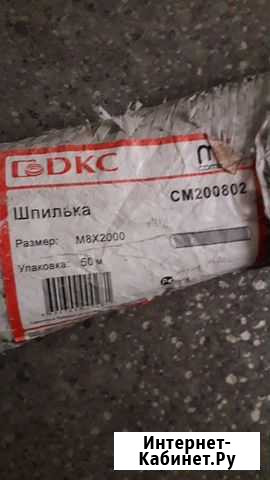 DKC
CM200802
Шпилька
Размер: M8X2000
Упаковка: 50 м
Интернет-
Кабинет.Ру